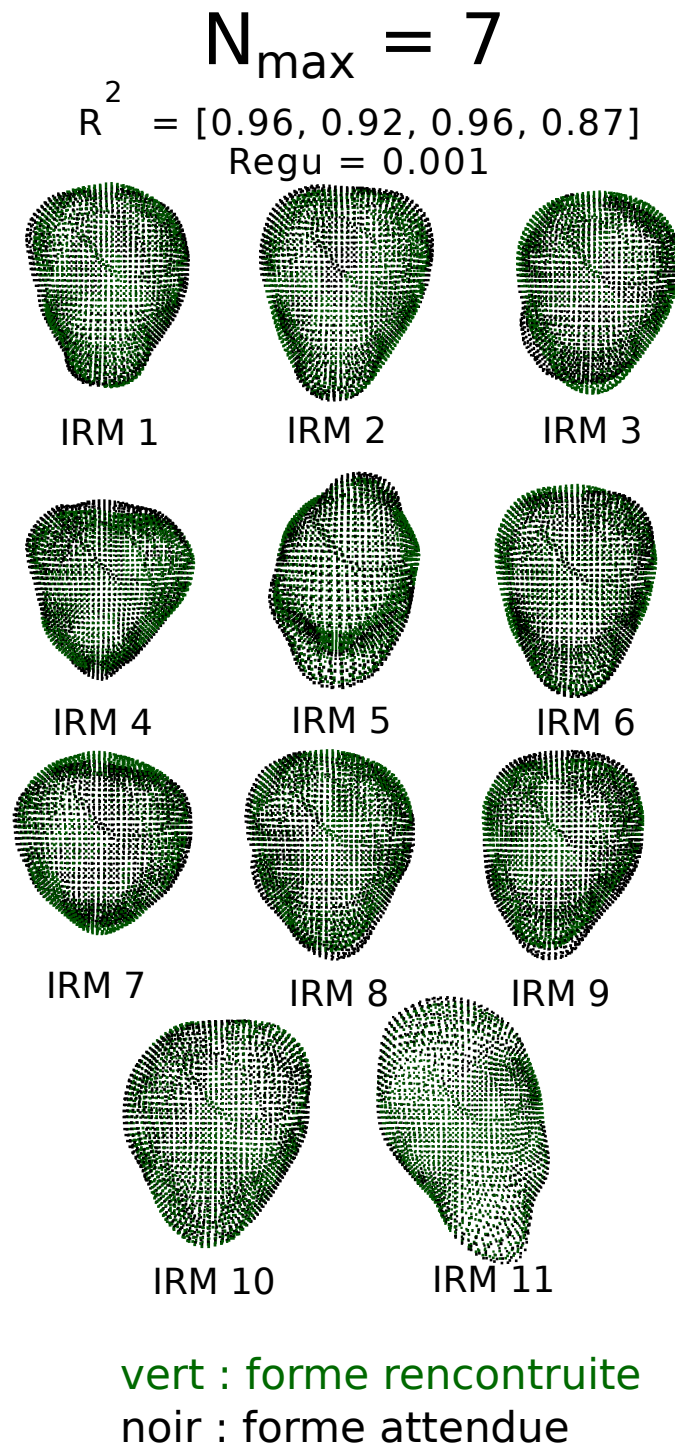 N_max = 7
R^2 = [0.96, 0.92, 0.96, 0.87]
Regu = 0.001
IRM 1 IRM 2 IRM 3
IRM 4 IRM 5 IRM 6
IRM 7 IRM 8 IRM 9
IRM 10 IRM 11
vert : forme rencontruite
noir : forme attendue